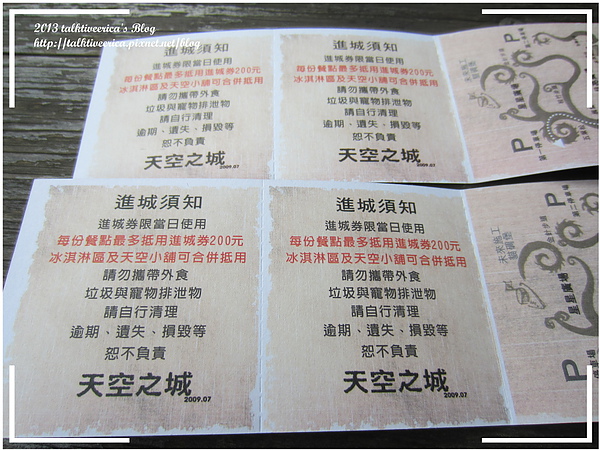 2013 talktiveerica's Blog
http://talktiveerica.pixnet.net/blog
進城須知
進城券限當日使用
每份餐點最多抵用進城券200元
冰淇淋區及天空小舖可合併抵用
請勿攜帶外食
垃圾與寵物排泄物
請自行清理
逾期、遺失、損毀等
恕不負責
天空之城
2009.07
進城須知
進城券限當日使用
每份餐點最多抵用進城券200元
冰淇淋區及天空小舖可合併抵用
請勿攜帶外食
垃圾與寵物排泄物
請自行清理
逾期、遺失、損毀等
恕不負責
天空之城
2009.07
P
進城須知
進城券限當日使用
每份餐點最多抵用進城券200元
冰淇淋區及天空小舖可合併抵用
請勿攜帶外食
垃圾與寵物排泄物
請自行清理
逾期、遺失、損毀等
恕不負責
天空之城
2009.07
進城須知
進城券限當日使用
每份餐點最多抵用進城券200元
冰淇淋區及天空小舖可合併抵用
請勿攜帶外食
垃圾與寵物排泄物
請自行清理
逾期、遺失、損毀等
恕不負責
天空之城
2009.07
未來施工
星星廣場
P
P